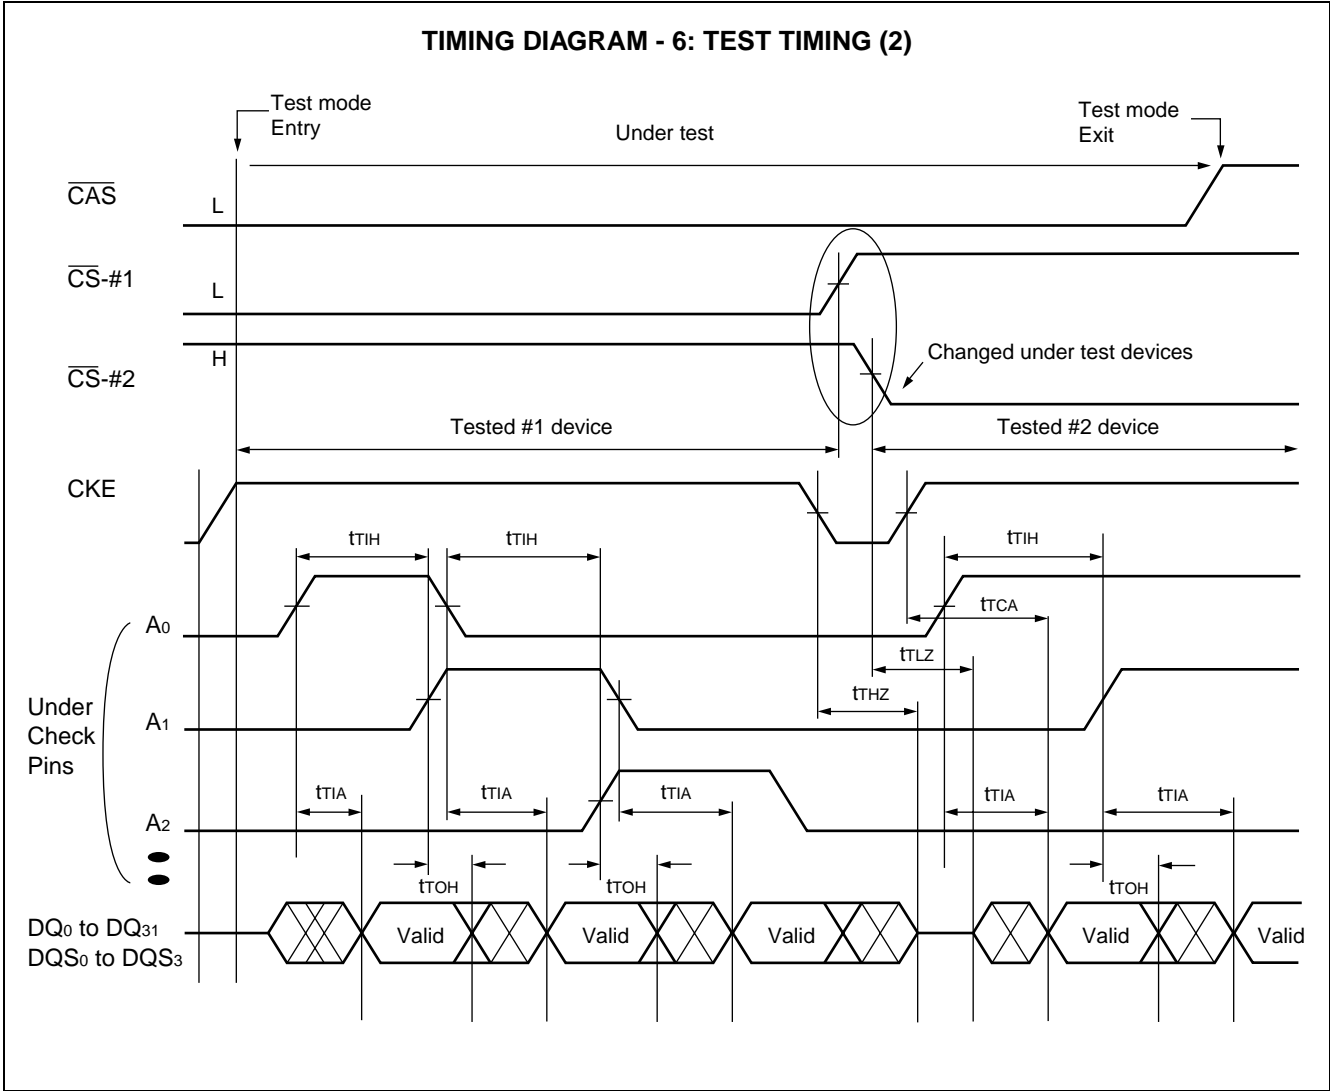 TIMING DIAGRAM - 6: TEST TIMING (2)
Test mode
Entry
Under test
Test mode
Exit
CAS
L
CS-#1
L
H
CS-#2
Changed under test devices
Tested #1 device
Tested #2 device
CKE
tTIH
tTIH
tTIH
A0
tTCA
tTLZ
tTHZ
Under
Check
Pins
A1
tTIA
tTIA
tTIA
tTIA
tTIA
A2
tTOH
tTOH
tTOH
DQ0 to DQ31
DQS0 to DQS3
Valid
Valid
Valid
Valid
Valid